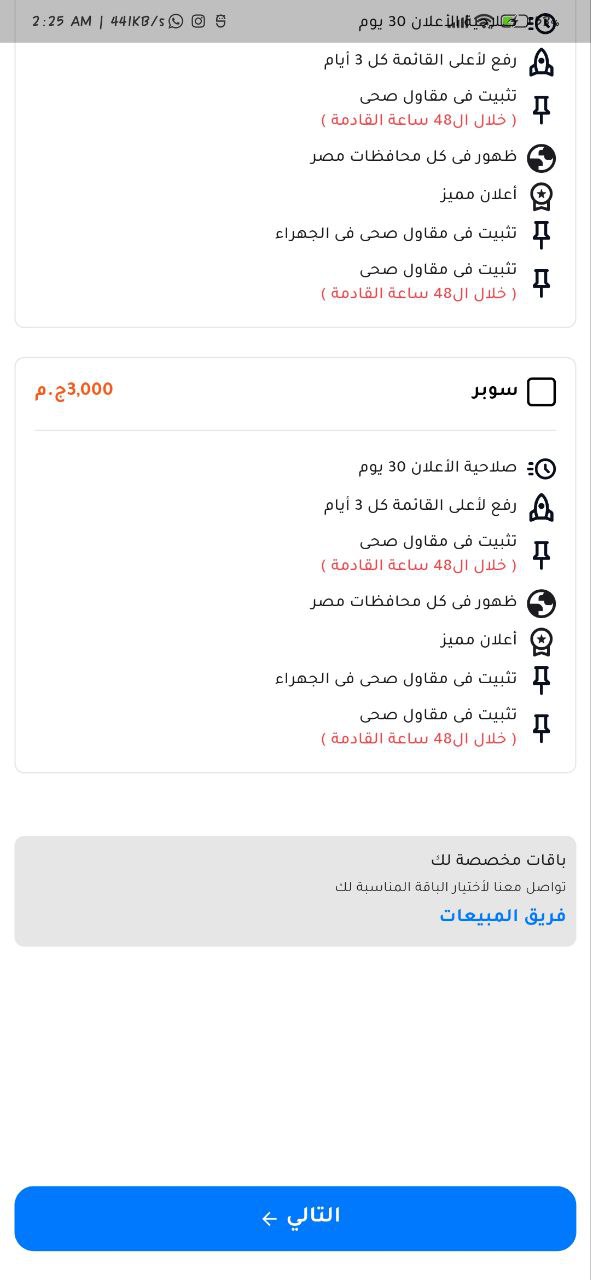 2:25 AM | 441KB/s
صلاحية الأعلان 30 يوم
رفع لأعلى القائمة كل 3 أيام
تثبيت فى مقاول صحى
( خلال ال48 ساعة القادمة )
ظهور فى كل محافظات مصر
أعلان مميز
تثبيت فى مقاول صحى فى الجهراء
تثبيت فى مقاول صحى
( خلال ال48 ساعة القادمة )
سوبر
3,000ج.م
صلاحية الأعلان 30 يوم
رفع لأعلى القائمة كل 3 أيام
تثبيت فى مقاول صحى
( خلال ال48 ساعة القادمة )
ظهور فى كل محافظات مصر
أعلان مميز
تثبيت فى مقاول صحى فى الجهراء
تثبيت فى مقاول صحى
( خلال ال48 ساعة القادمة )
باقات مخصصة لك
تواصل معنا لأختيار الباقة المناسبة لك
فريق المبيعات
التالي ←